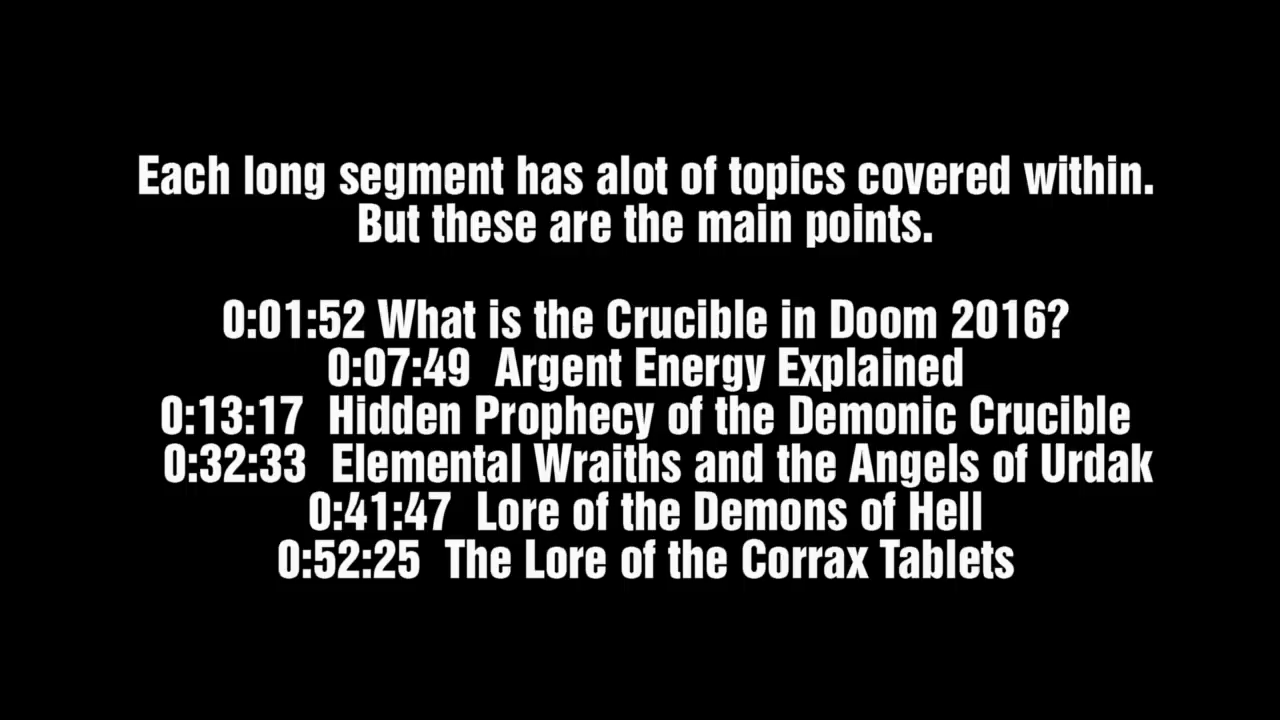 Each long segment has alot of topics covered within.
But these are the main points.
0:01:52 What is the Crucible in Doom 2016?
0:07:49  Argent Energy Explained
0:13:17  Hidden Prophecy of the Demonic Crucible
0:32:33  Elemental Wraiths and the Angels of Urdak
0:41:47  Lore of the Demons of Hell
0:52:25  The Lore of the Corrax Tablets